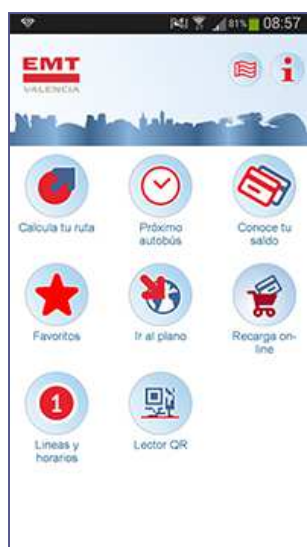 81% 08:57
EMT
VALENCIA
i
Calcula tu ruta
Próximo
autobús
Conoce tu
saldo
Favoritos
Ir al plano
Recarga on-
line
1
Líneas y
horarios
Lector QR